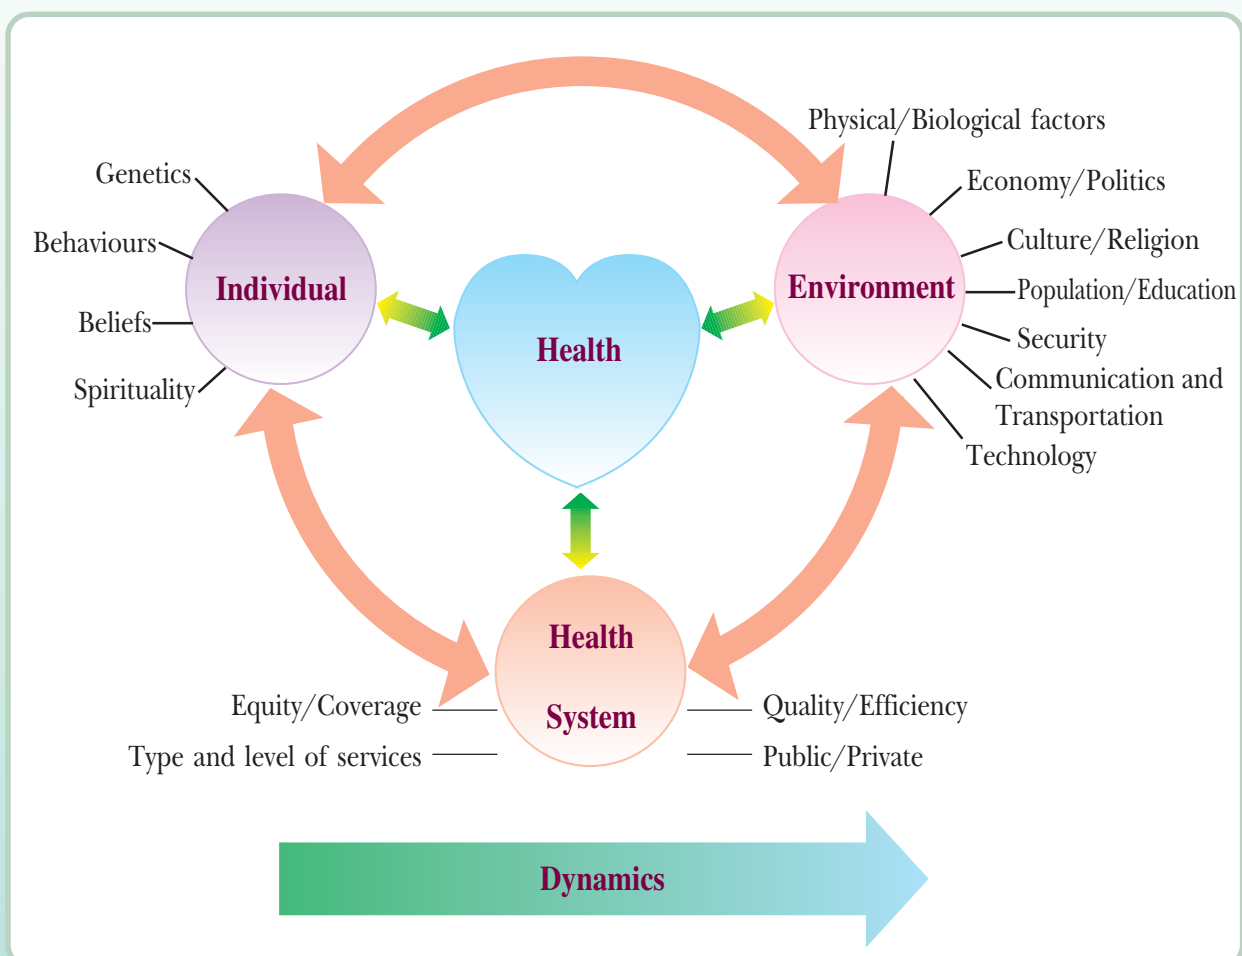 Physical/Biological factors
Genetics
Economy/Politics
Behaviours
Culture/Religion
Individual
Environment
Population/Education
Beliefs
Security
Health
Spirituality
Communication and
Transportation
Technology
Health
System
Equity/Coverage
Quality/Efficiency
Type and level of services
Public/Private
Dynamics